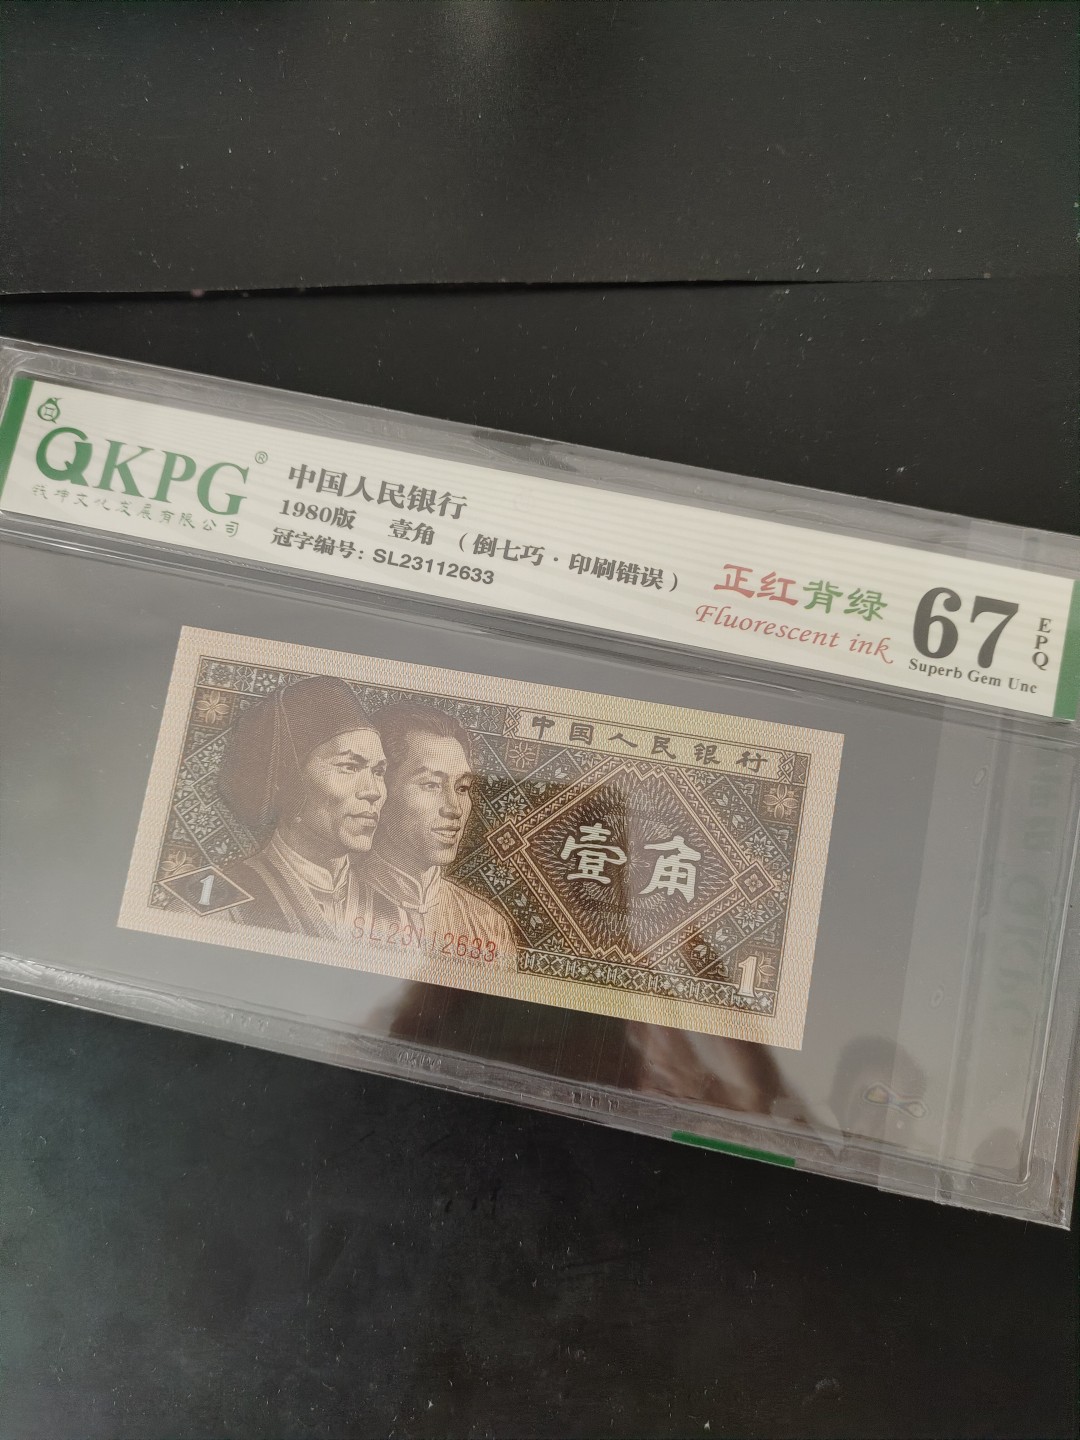 QKPG®
钱坤文化发展有限公司
中国人民银行
1980版 壹角 (倒七巧·印刷错误)
冠字编号: SL23112633
正红背绿
Fluorescent ink
67
EPQ
Superb Gem Unc
中国人民银行
壹角
1
SL23112633
1